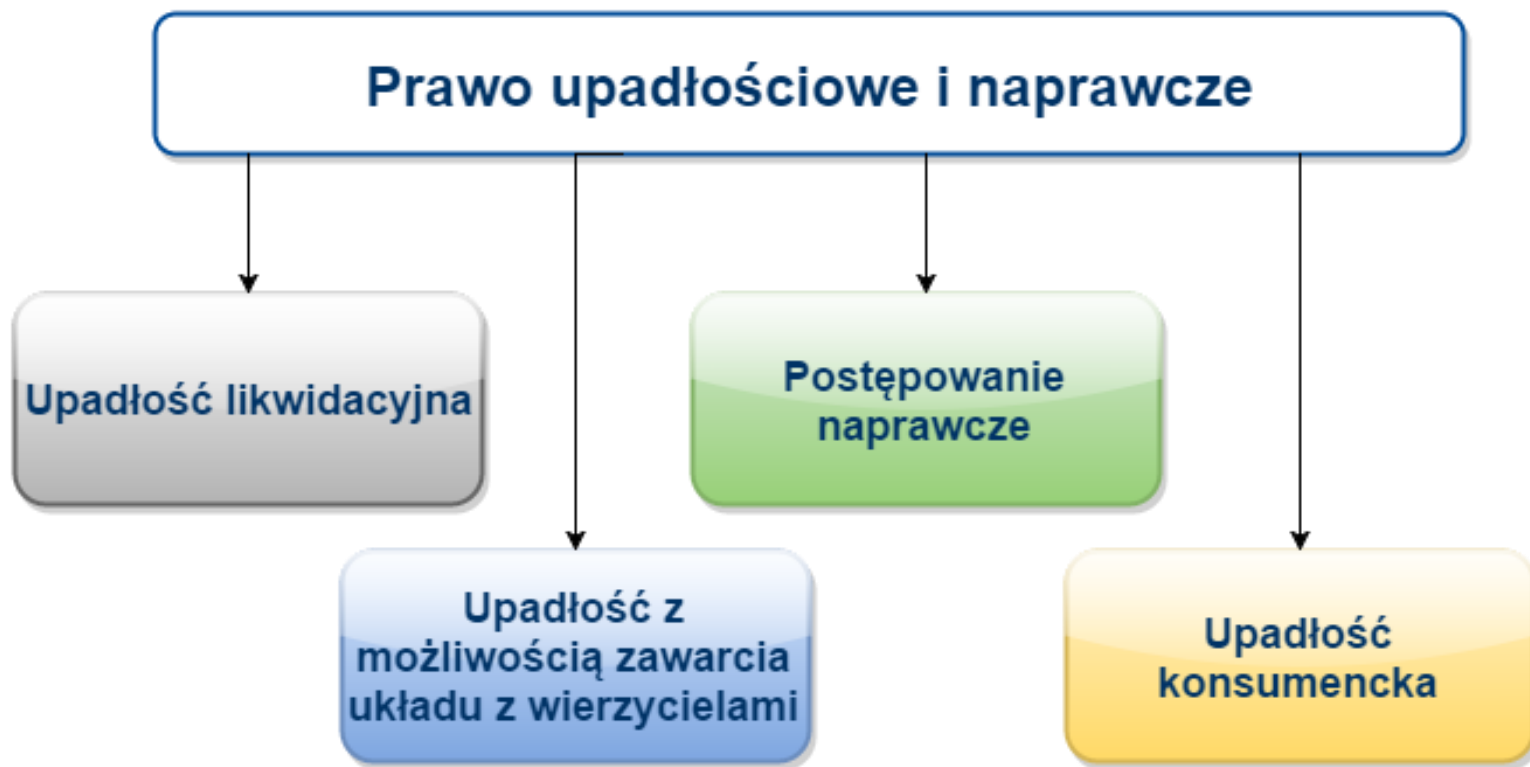 Prawo upadłościowe i naprawcze
Upadłość likwidacyjna
Postępowanie
naprawcze
Upadłość z
możliwością zawarcia
układu z wierzycielami
Upadłość
konsumencka